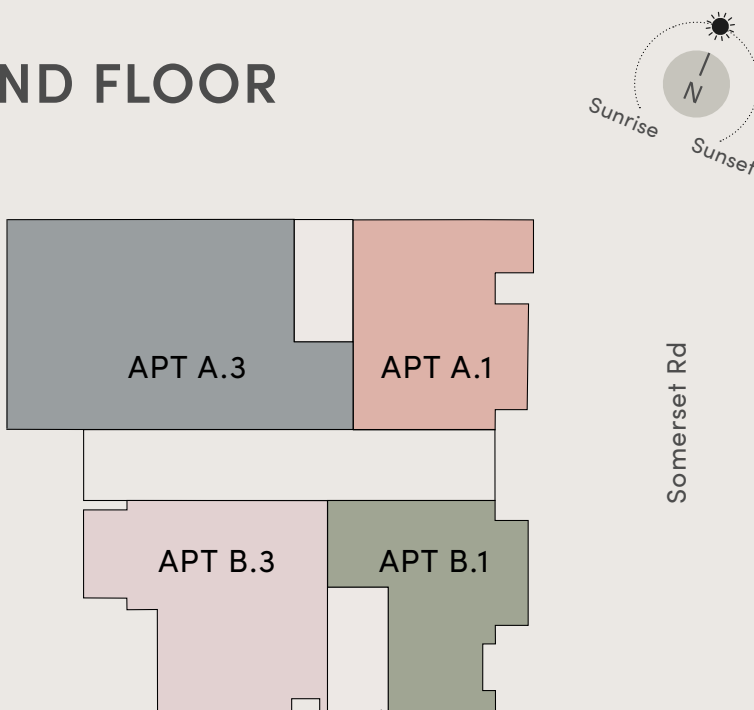 ND FLOOR
N
Sunrise
Sunset
APT A.3
APT A.1
Somerset Rd
APT B.3
APT B.1